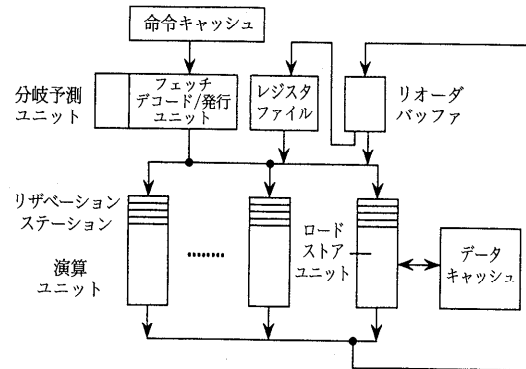 命令キャッシュ
分岐予測
ユニット
フェッチ
デコード/発行
ユニット
レジスタ
ファイル
リオーダ
バッファ
リザベーション
ステーション
演算
ユニット
ロード
ストア
ユニット
データ
キャッシュ